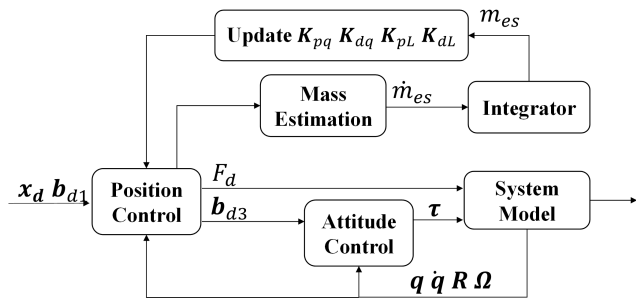 m_es
Update K_pq K_dq K_pL K_dL
Mass
Estimation
ṁ_es
Integrator
x_d b_d1
Position
Control
F_d
b_d3
Attitude
Control
τ
System
Model
q q̇ R Ω